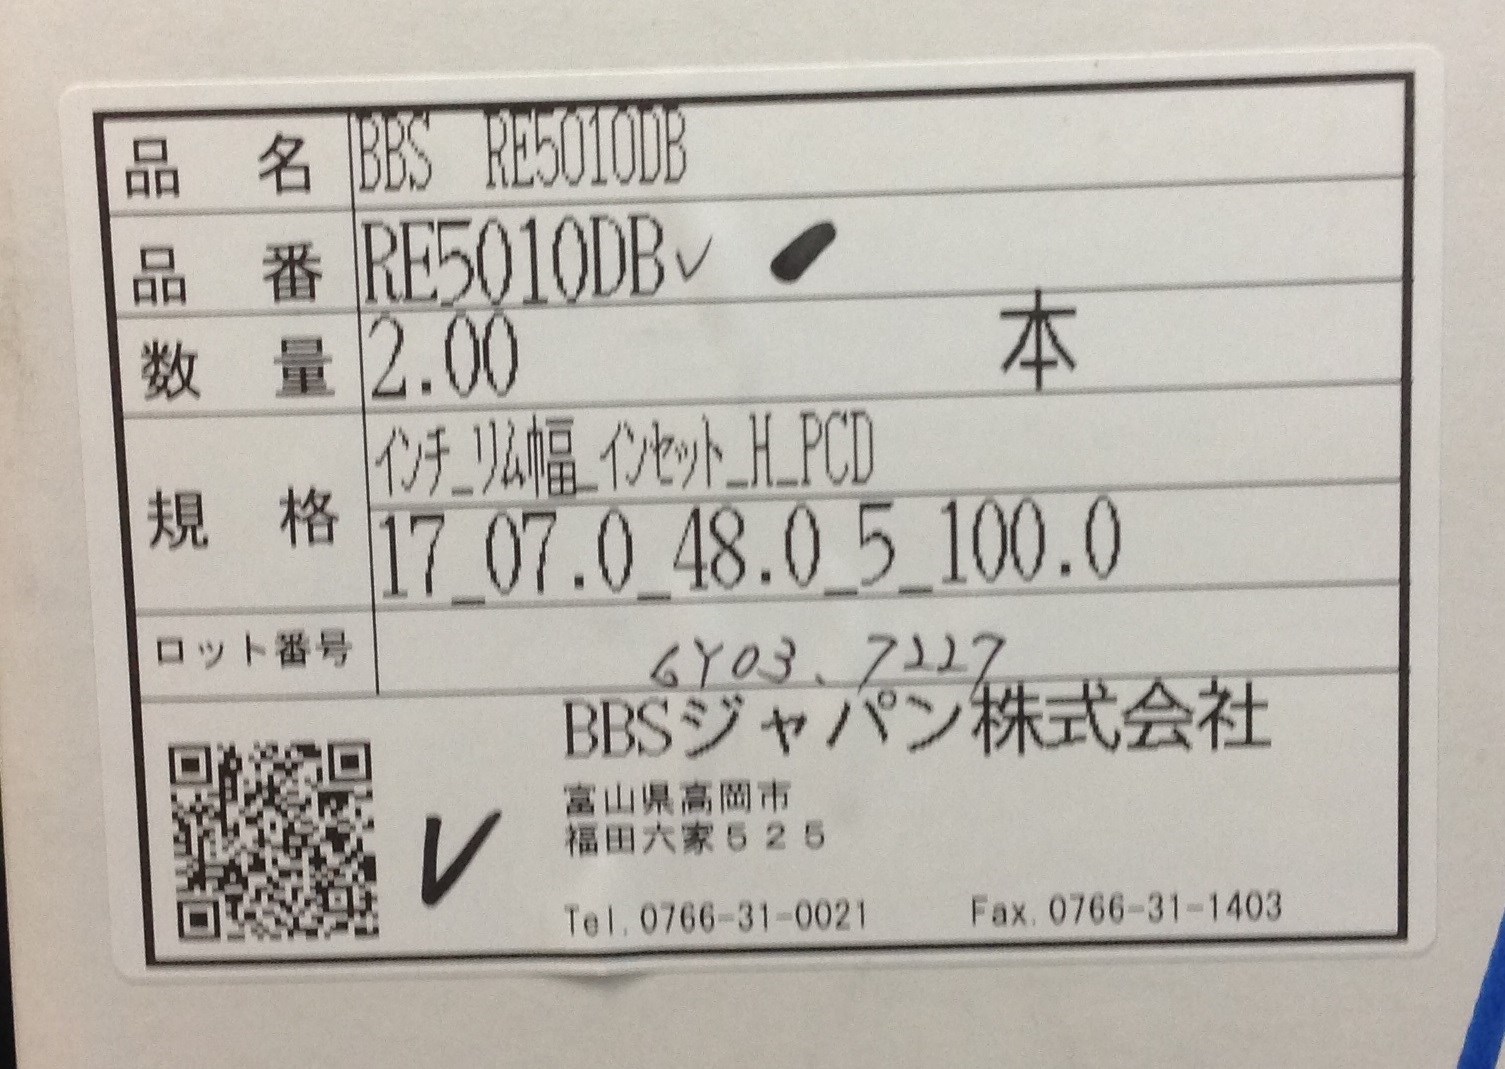 品名 BBS RE5010DB
品番 RE5010DB
数量 2.00 本
規格 インチ_リム幅_インセット_H_PCD
17_07.0_48.0_5_100.0
ロット番号 6Y03.7227
BBSジャパン株式会社
富山県高岡市
福田六家525
Tel.0766-31-0021 Fax.0766-31-1403